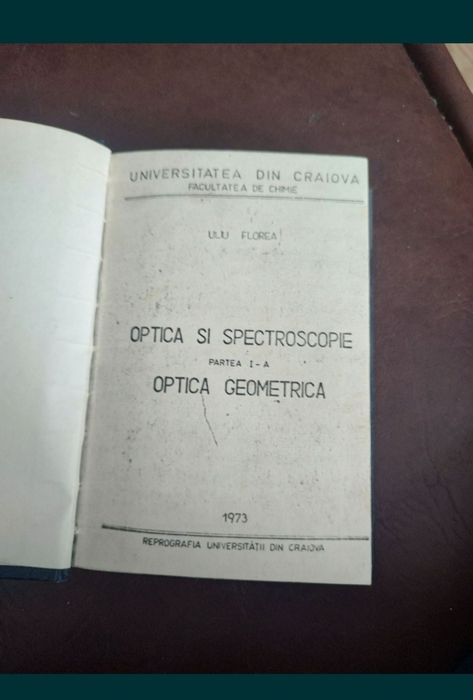 UNIVERSITATEA DIN CRAIOVA
FACULTATEA DE CHIMIE
ULIU FLOREA
OPTICA SI SPECTROSCOPIE
PARTEA I-A
OPTICA GEOMETRICA
1973
REPROGRAFIA UNIVERSITĂȚII DIN CRAIOVA